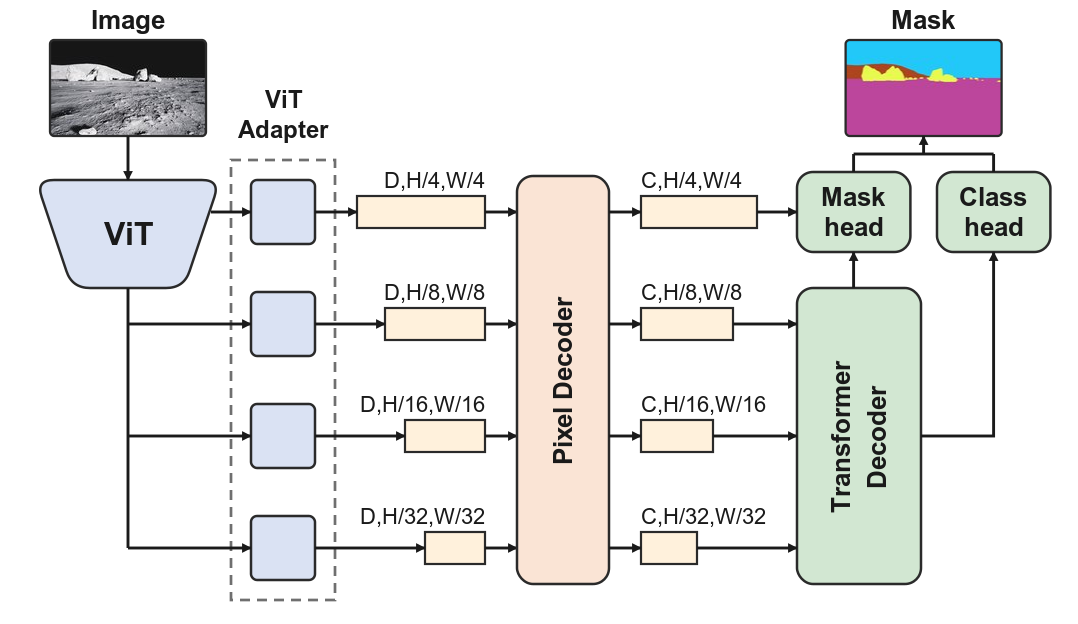 Image
Mask
ViT
Adapter
ViT
D,H/4,W/4
D,H/8,W/8
D,H/16,W/16
D,H/32,W/32
Pixel Decoder
C,H/4,W/4
C,H/8,W/8
C,H/16,W/16
C,H/32,W/32
Mask
head
Class
head
Transformer
Decoder